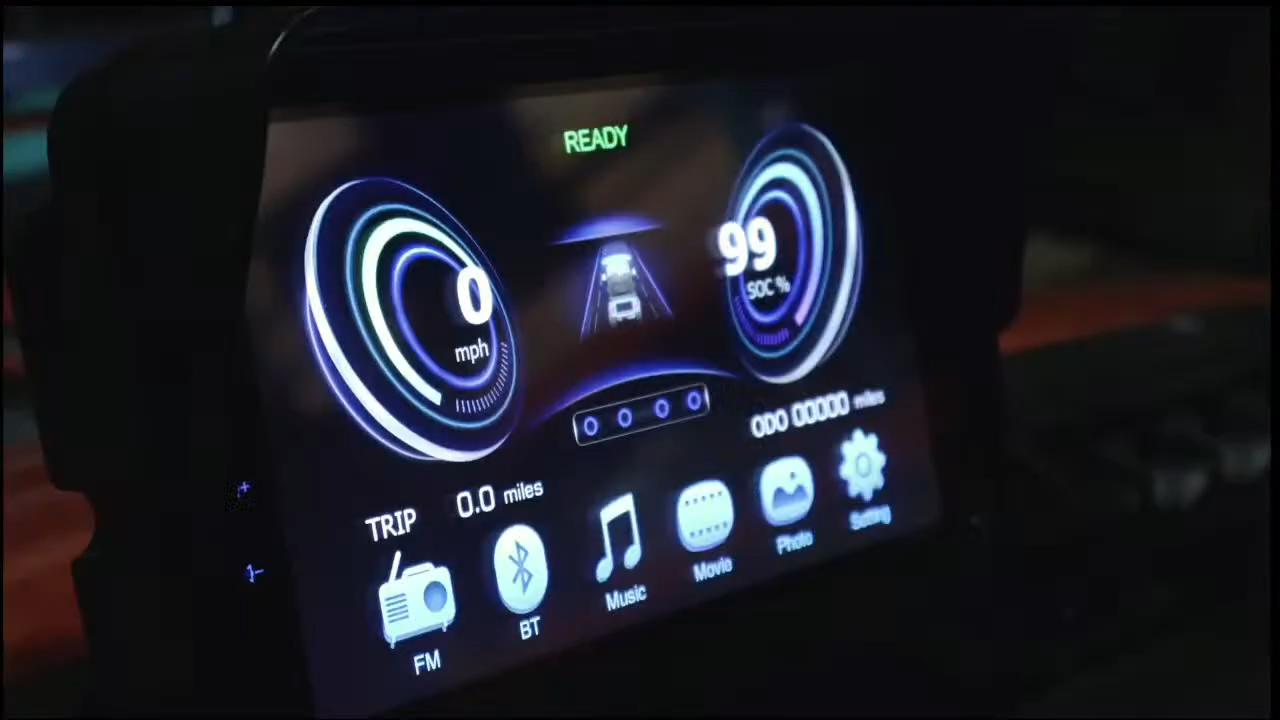 READY
0
mph
99
SOC %
ODO 00000 miles
TRIP 0.0 miles
FM
BT
Music
Movie
Photo
Setting